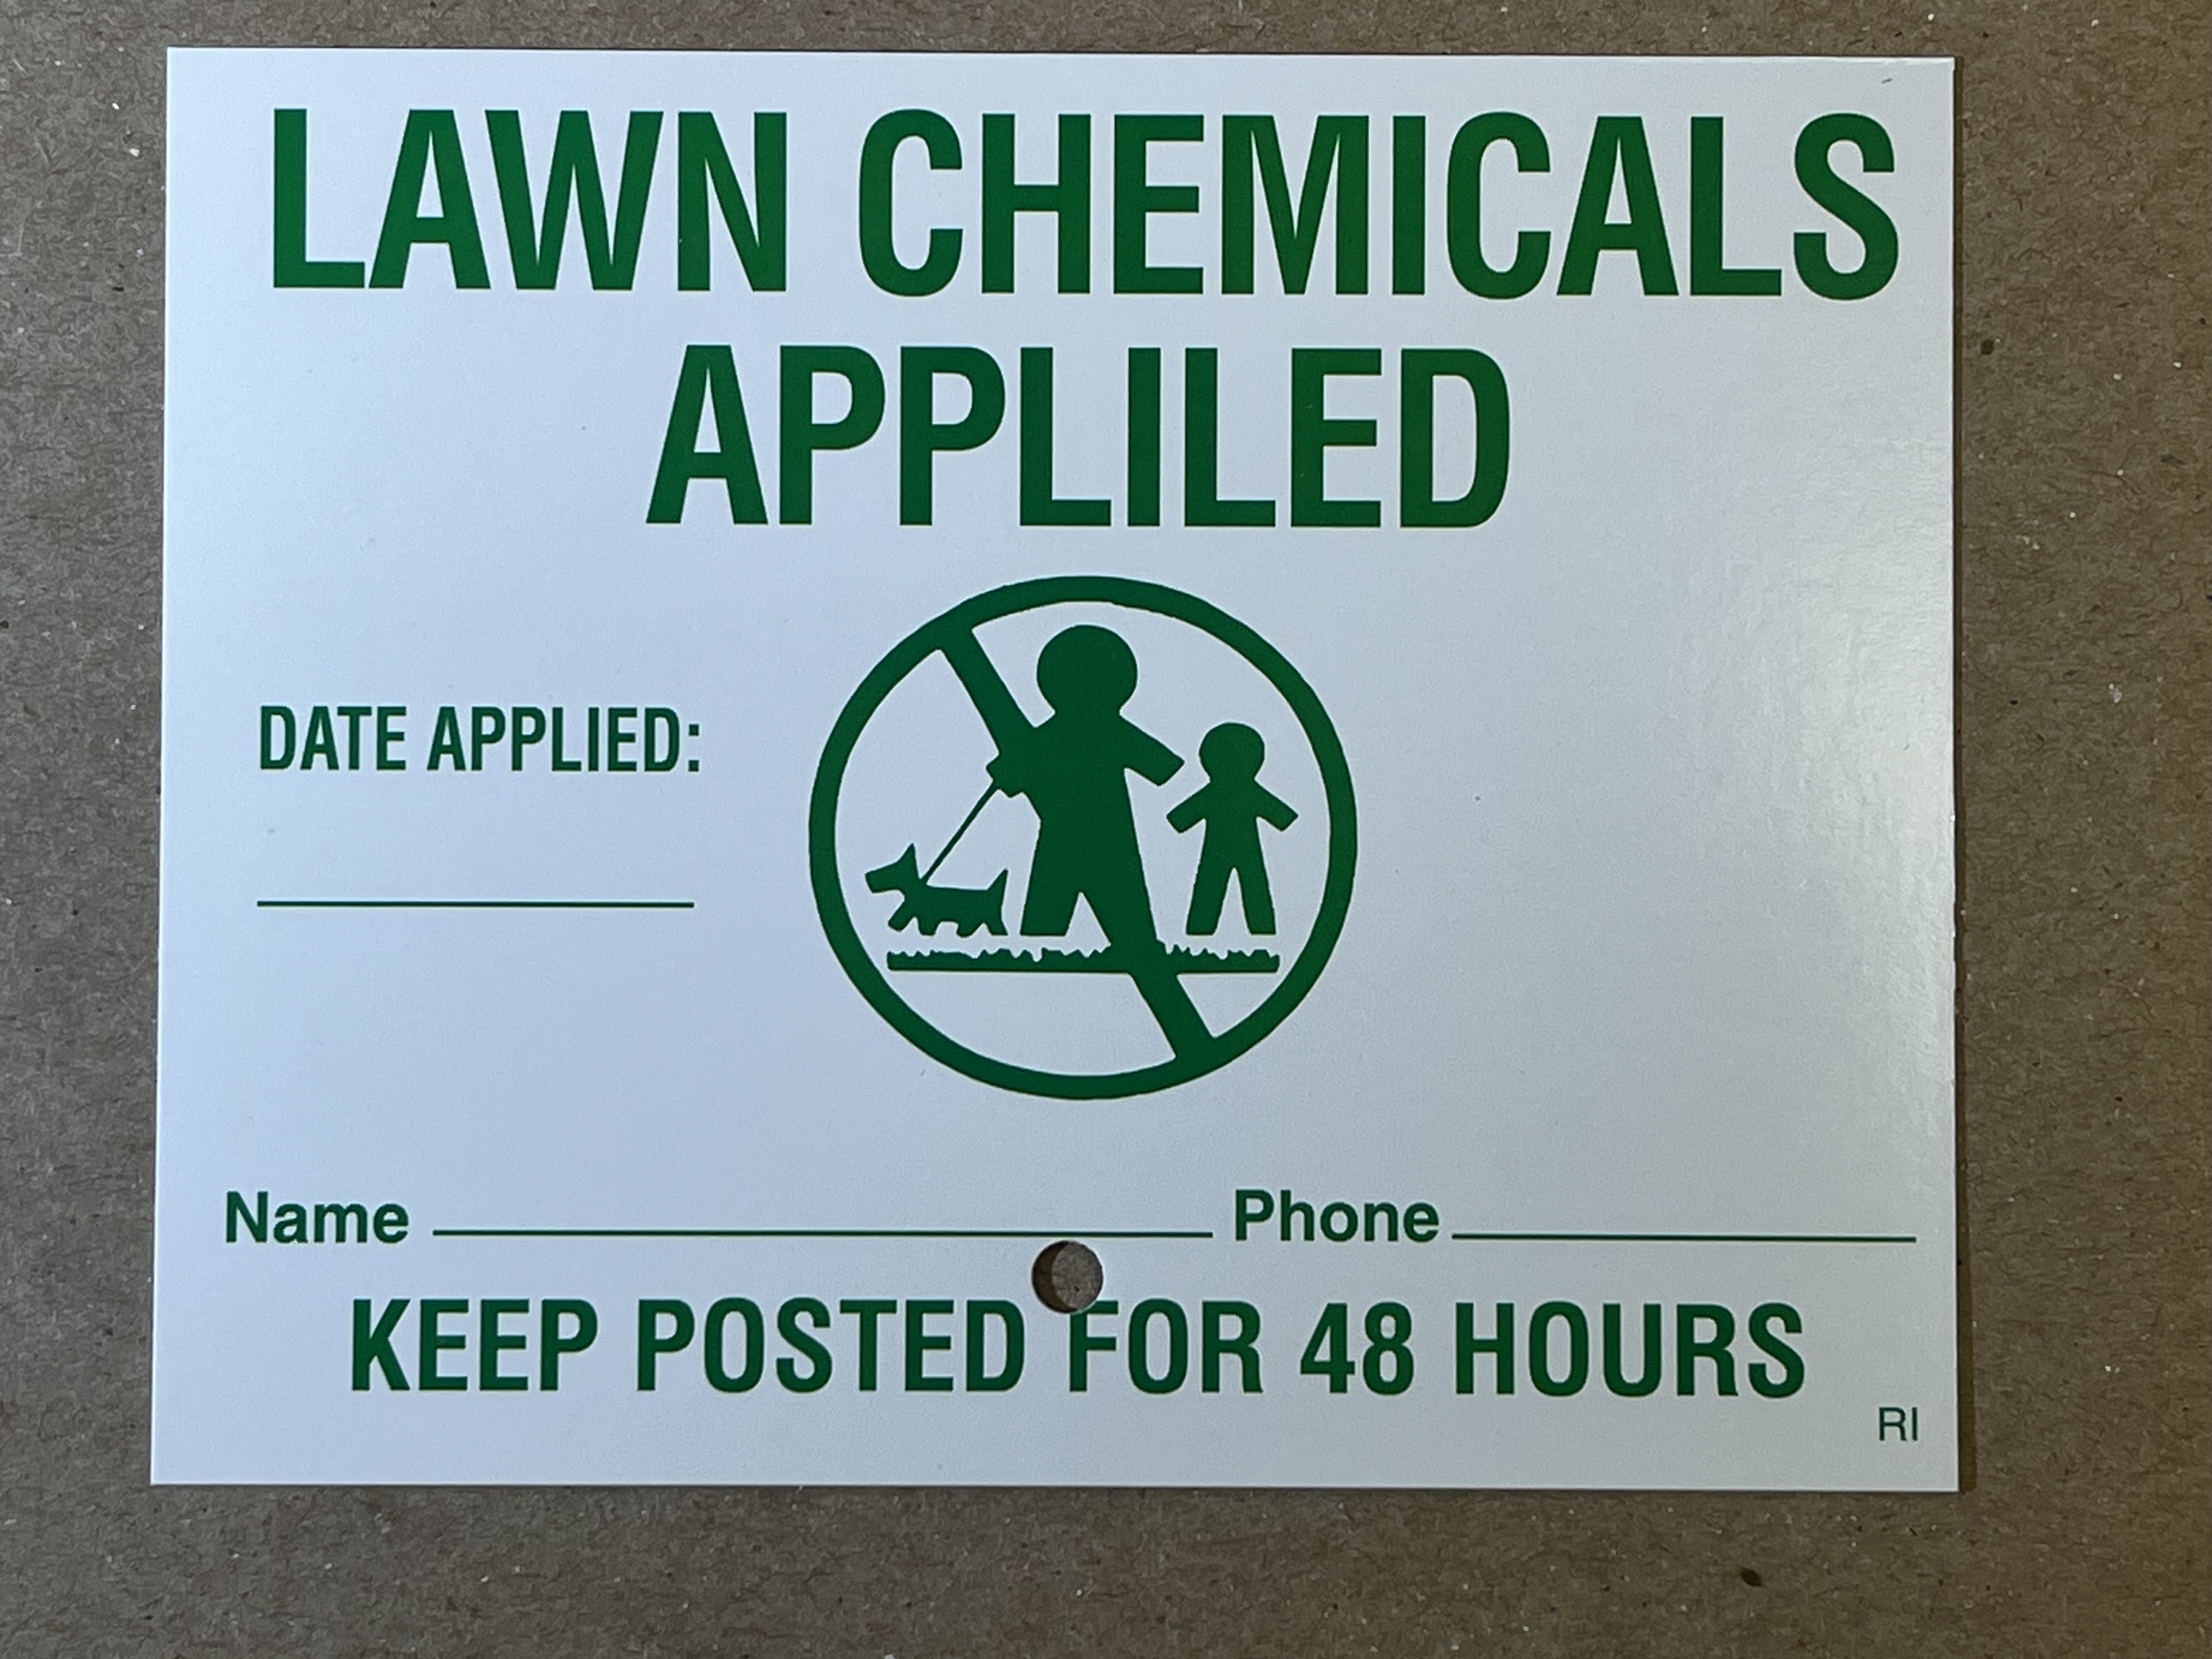 LAWN CHEMICALS
APPLILED
DATE APPLIED:
Name Phone
KEEP POSTED FOR 48 HOURS
RI